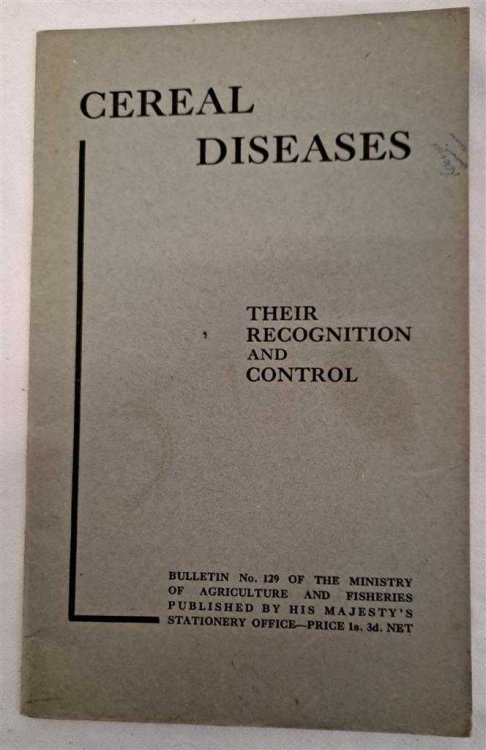 CEREAL
DISEASES
THEIR
RECOGNITION
AND
CONTROL
BULLETIN No. 129 OF THE MINISTRY
OF AGRICULTURE AND FISHERIES
PUBLISHED BY HIS MAJESTY'S
STATIONERY OFFICE—PRICE 1s. 3d. NET